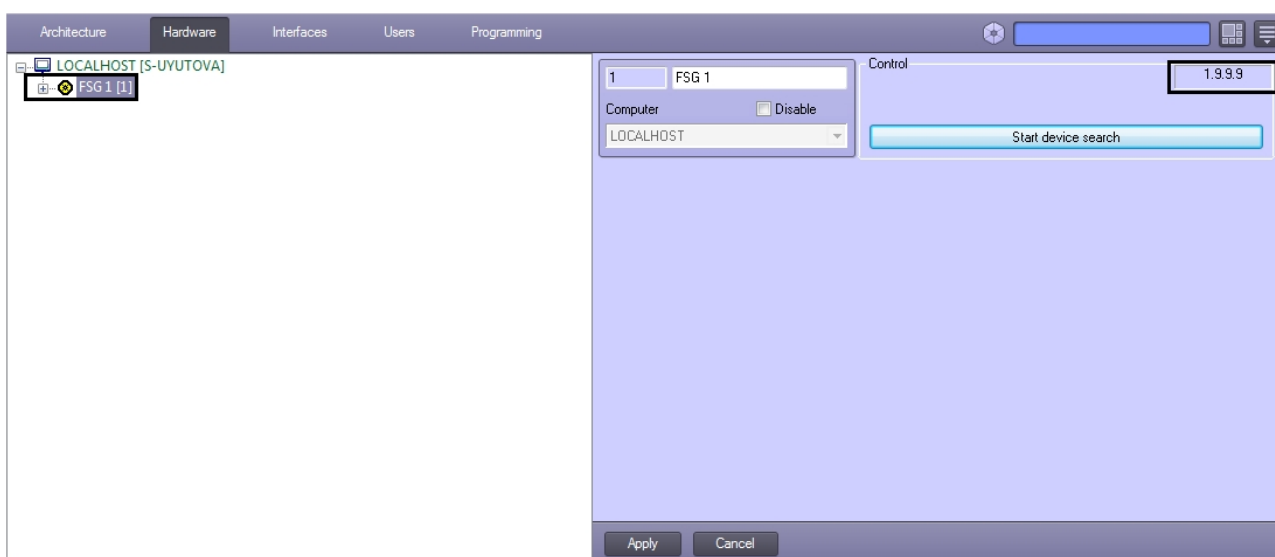 Architecture Hardware Interfaces Users Programming
LOCALHOST [S-UYUTOVA]
FSG 1 [1]
1 FSG 1
Computer Disable
LOCALHOST
Control
1.9.9.9
Start device search
Apply Cancel